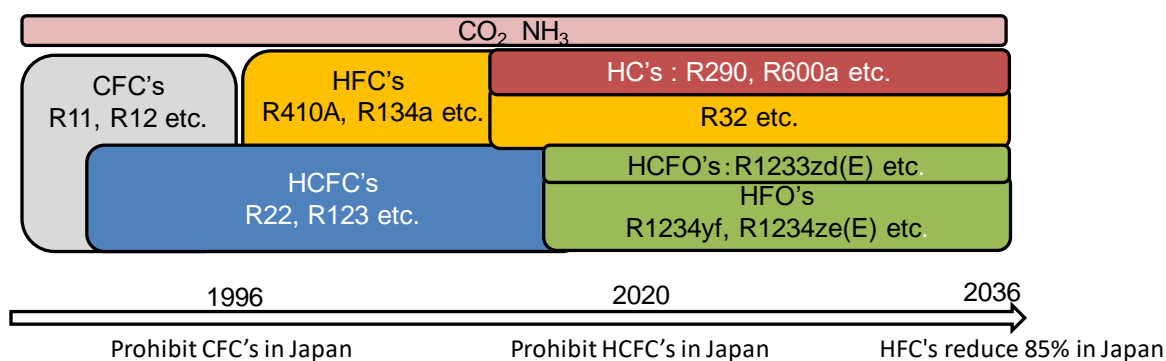 CO₂ NH₃
CFC's
R11, R12 etc.
HFC's
R410A, R134a etc.
HC's : R290, R600a etc.
R32 etc.
HCFC's
R22, R123 etc.
HCFO's : R1233zd(E) etc.
HFO's
R1234yf, R1234ze(E) etc.
1996
2020
2036
Prohibit CFC's in Japan
Prohibit HCFC's in Japan
HFC's reduce 85% in Japan